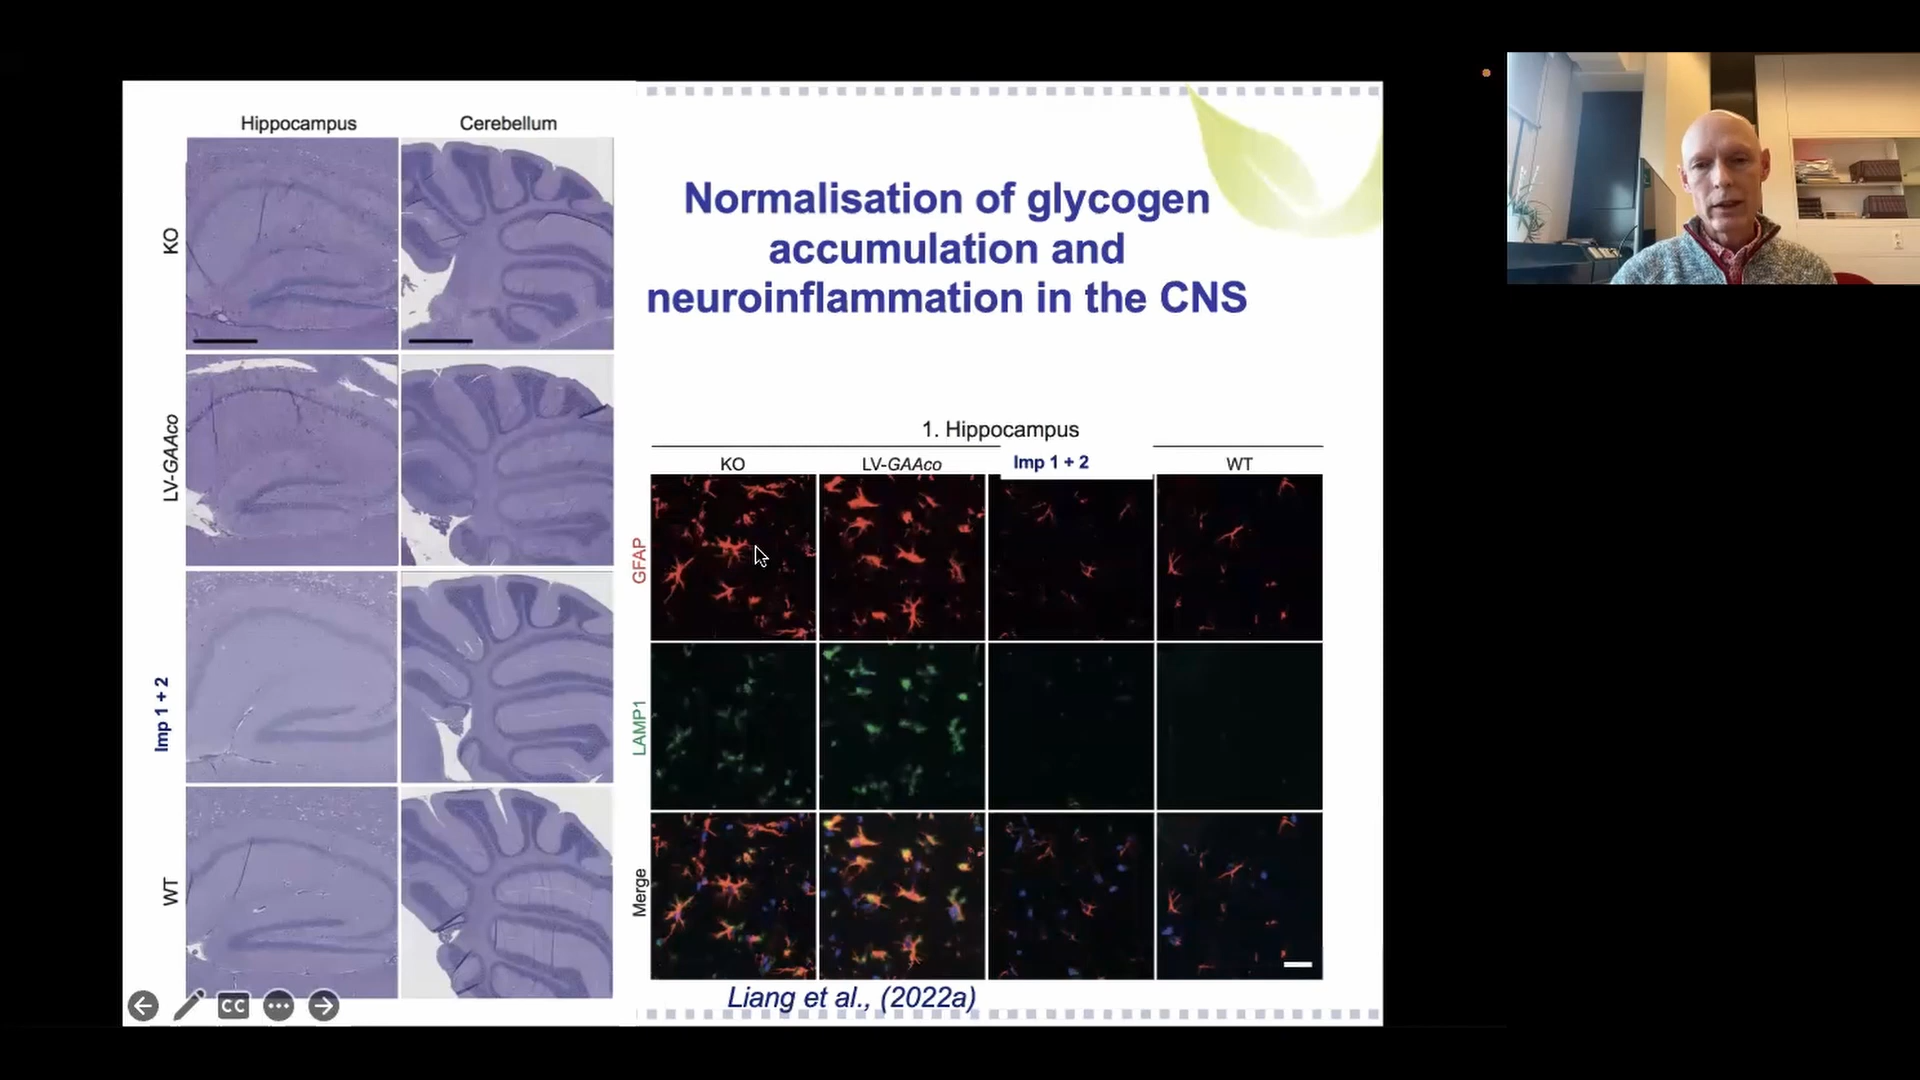 Hippocampus
Cerebellum
KO
LV-GAAco
Imp 1 + 2
WT
Normalisation of glycogen
accumulation and
neuroinflammation in the CNS
1. Hippocampus
KO
LV-GAAco
Imp 1 + 2
WT
GFAP
LAMP1
Merge
Liang et al., (2022a)
CC